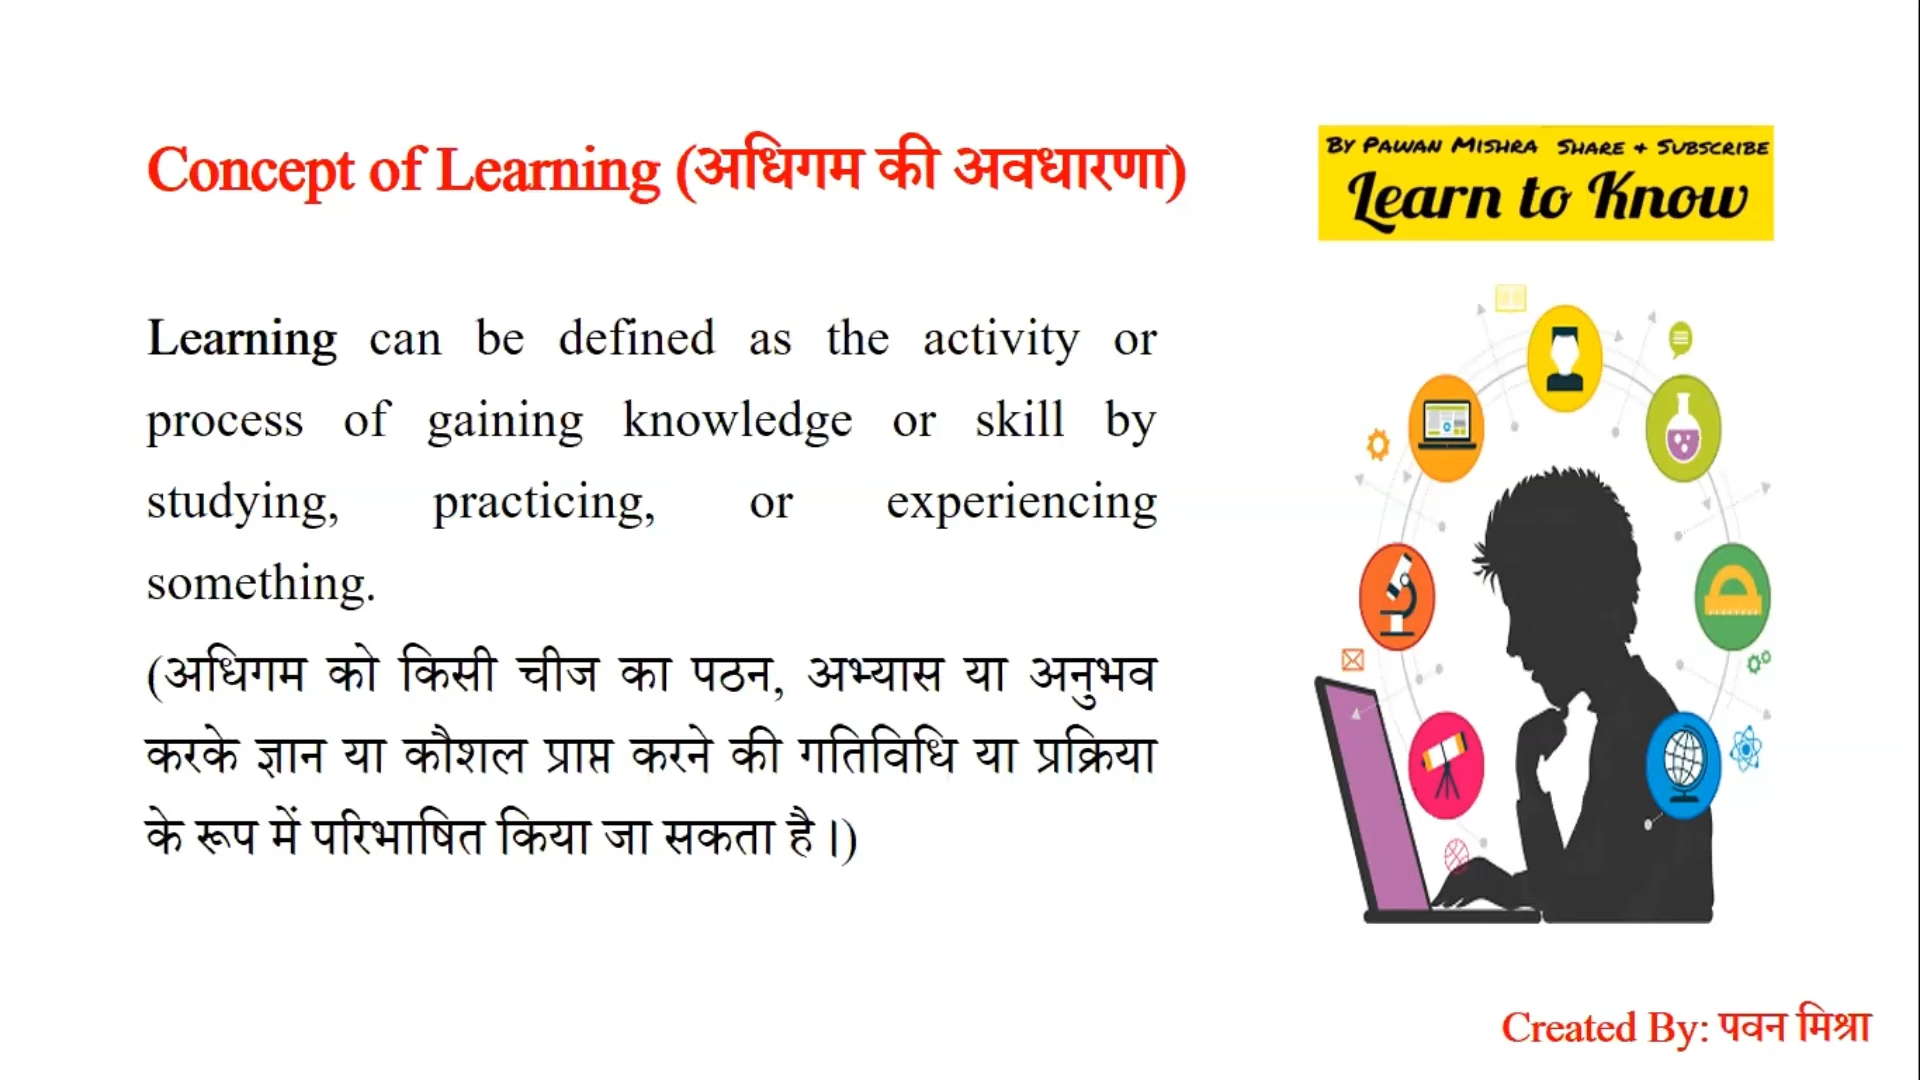 Concept of Learning (अधिगम की अवधारणा)
By Pawan Mishra Share + Subscribe
Learn to Know
Learning can be defined as the activity or
process of gaining knowledge or skill by
studying, practicing, or experiencing
something.
(अधिगम को किसी चीज का पठन, अभ्यास या अनुभव
करके ज्ञान या कौशल प्राप्त करने की गतिविधि या प्रक्रिया
के रूप में परिभाषित किया जा सकता है।)
Created By: पवन मिश्रा